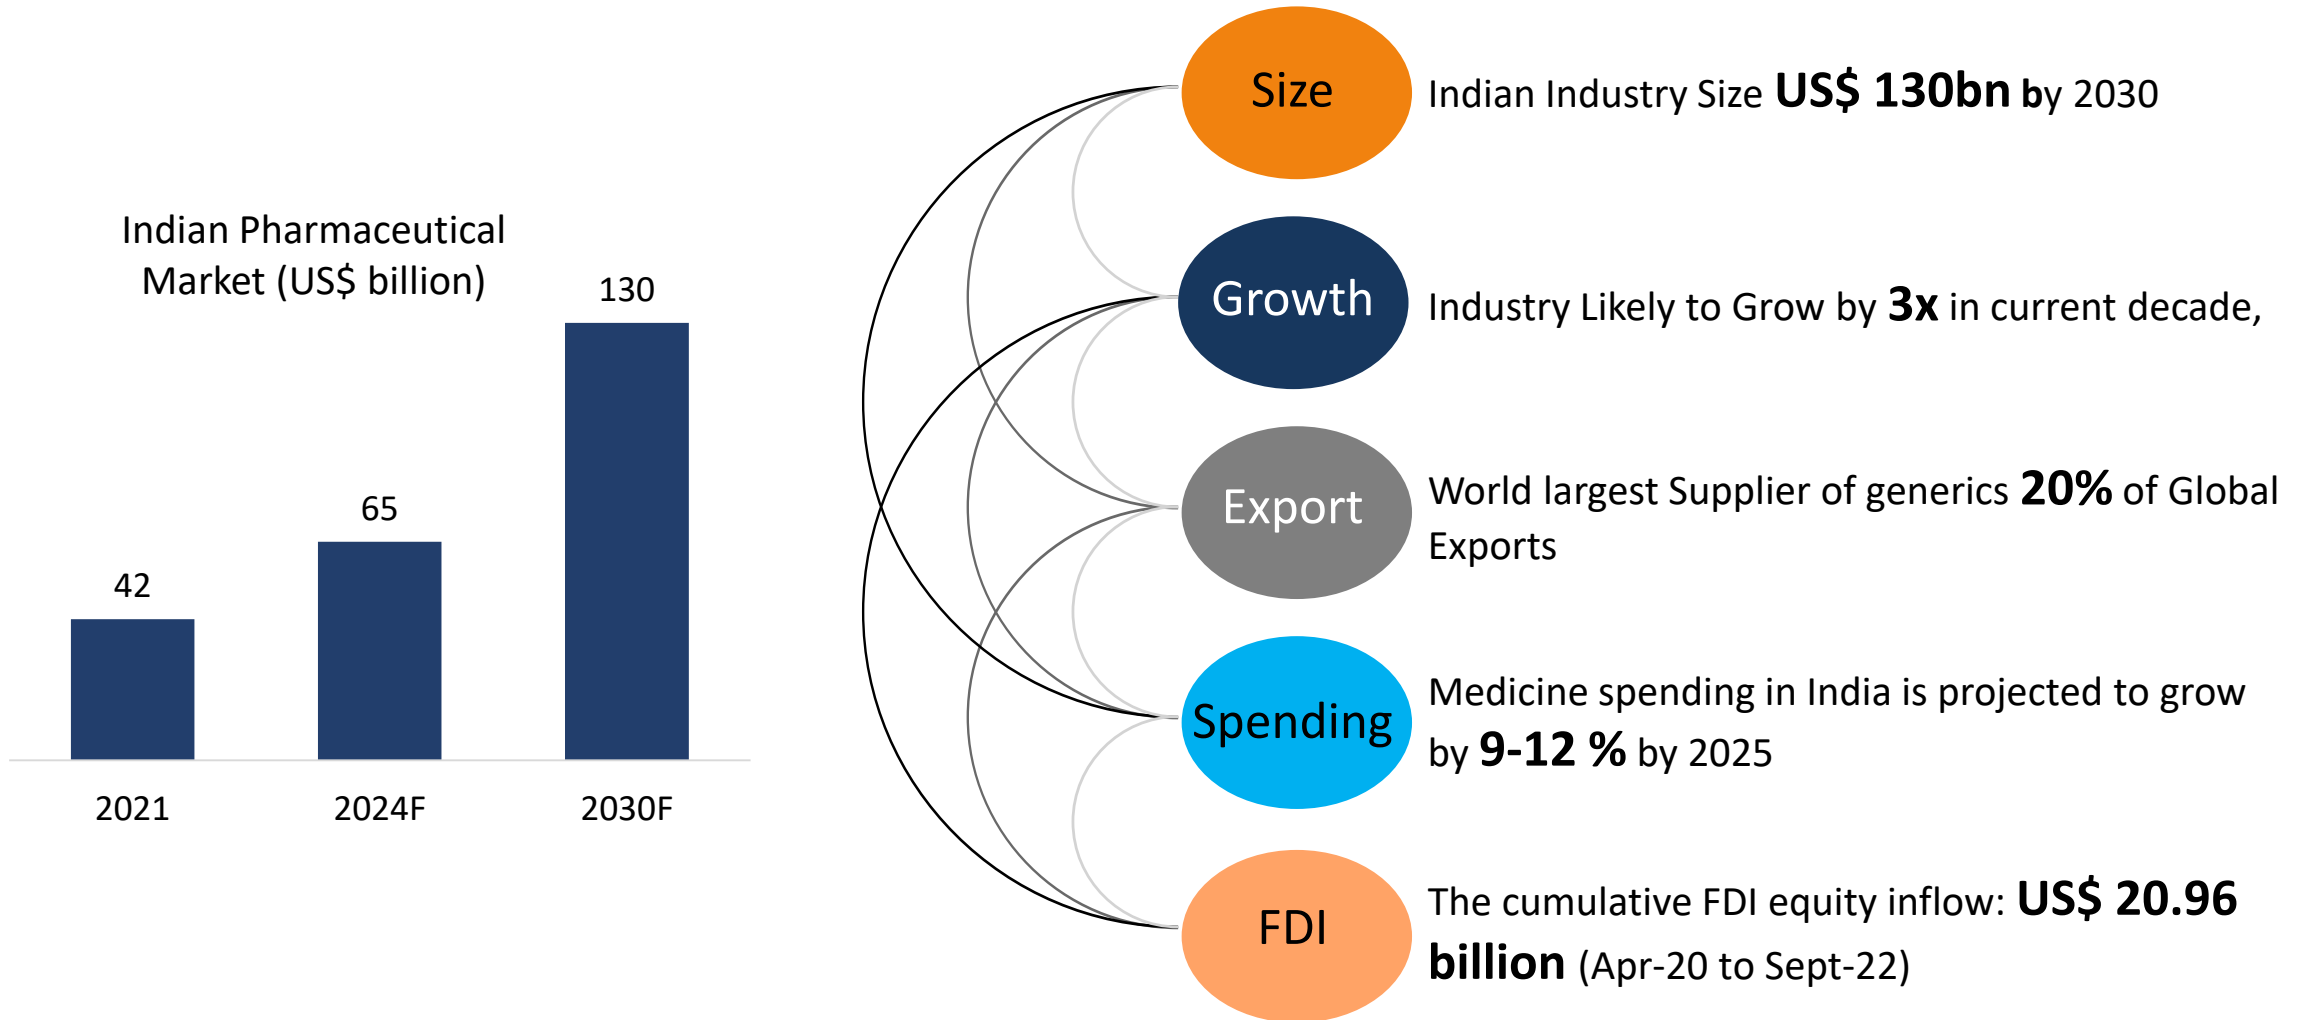 Indian Pharmaceutical
Market (US$ billion)
130
65
42
2021 2024F 2030F
Size
Indian Industry Size US$ 130bn by 2030
Growth
Industry Likely to Grow by 3x in current decade,
Export
World largest Supplier of generics 20% of Global
Exports
Spending
Medicine spending in India is projected to grow
by 9-12 % by 2025
FDI
The cumulative FDI equity inflow: US$ 20.96
billion (Apr-20 to Sept-22)